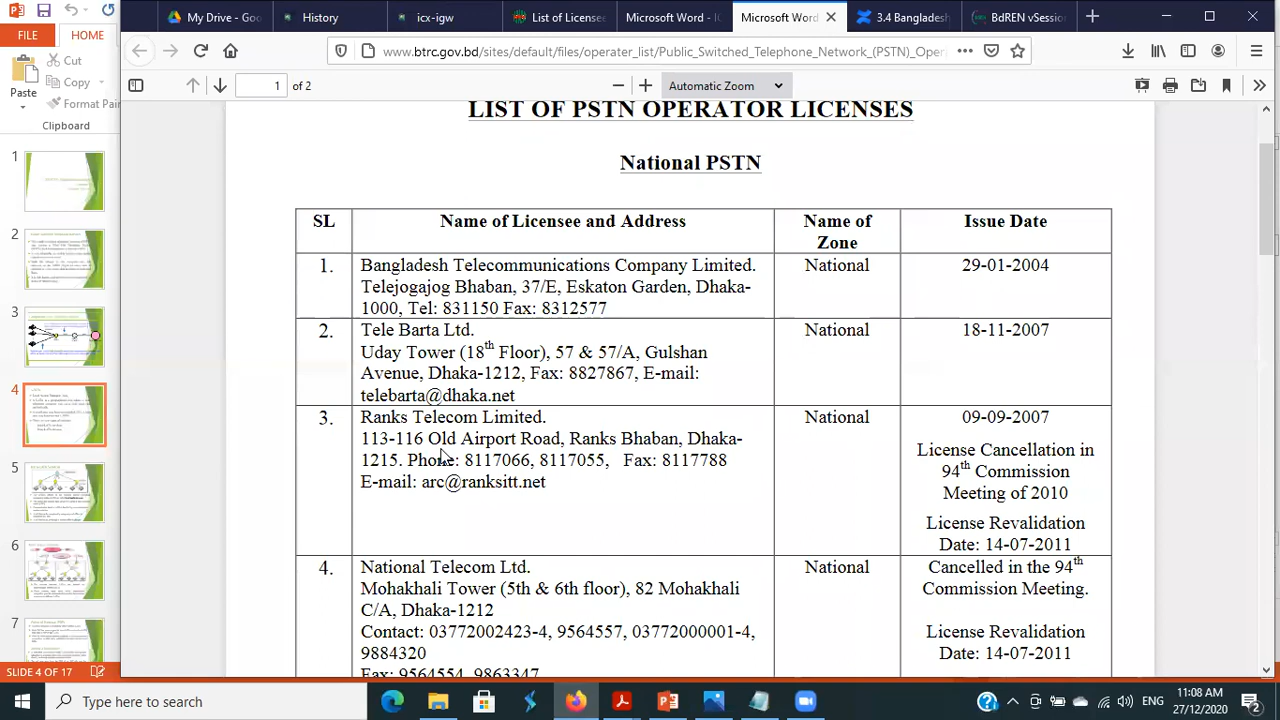 My Drive - Goo
History
icx-igw
List of Licensee
Microsoft Word - IC
Microsoft Word
3.4 Bangladesh
BdREN vSession
FILE
HOME
www.btrc.gov.bd/sites/default/files/operater_list/Public_Switched_Telephone_Network_(PSTN)_Oper
Cut
Copy
Format Pain
Paste
Clipboard
1 of 2
Automatic Zoom
LIST OF PSTN OPERATOR LICENSES
National PSTN
SL
Name of Licensee and Address
Name of
Zone
Issue Date
1.
Bangladesh Telecommunications Company Limited.
Telejogajog Bhaban, 37/E, Eskaton Garden, Dhaka-
1000, Tel: 831150 Fax: 8312577
National
29-01-2004
2.
Tele Barta Ltd.
Uday Tower (18th Floor), 57 & 57/A, Gulshan
Avenue, Dhaka-1212, Fax: 8827867, E-mail:
telebarta@dhaka.net
National
18-11-2007
3.
Ranks Telecom Limited.
113-116 Old Airport Road, Ranks Bhaban, Dhaka-
1215. Phone: 8117066, 8117055, Fax: 8117788
E-mail: arc@ranksitt.net
National
09-09-2007
License Cancellation in
94th Commission
Meeting of 2010
License Revalidation
Date: 14-07-2011
4.
National Telecom Ltd.
Mohakhali Tower (5th & 6th floor), 82 Mohakhali
C/A, Dhaka-1212
Contact: 03772000123-4, 9564557, 03772000001-4,
9884320
Fax: 9564554, 9863347
National
Cancelled in the 94th
Commission Meeting.
License Revalidation
Date: 14-07-2011
1
2
3
4
5
6
7
SLIDE 4 OF 17
Type here to search
ENG
11:08 AM
27/12/2020
2